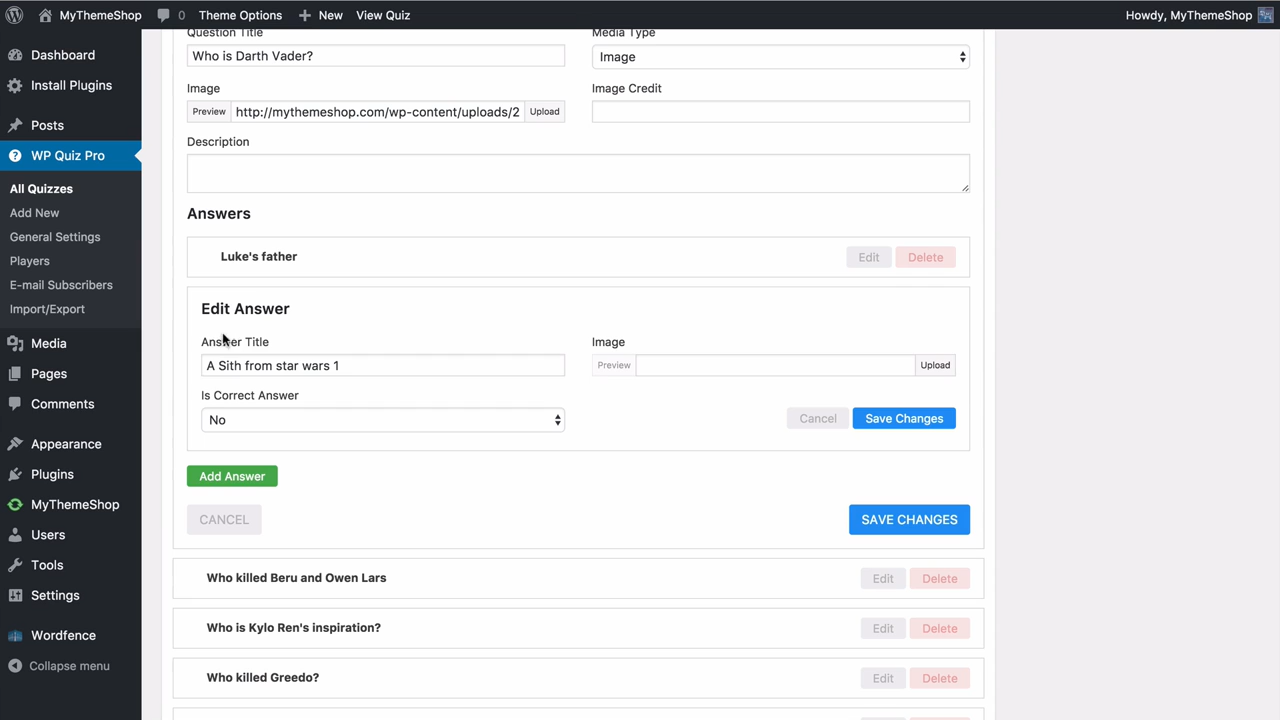 MyThemeShop 0 Theme Options New View Quiz Howdy, MyThemeShop
Dashboard
Install Plugins
Posts
WP Quiz Pro
All Quizzes
Add New
General Settings
Players
E-mail Subscribers
Import/Export
Media
Pages
Comments
Appearance
Plugins
MyThemeShop
Users
Tools
Settings
Wordfence
Collapse menu
Question Title Media Type
Who is Darth Vader? Image
Image Image Credit
Preview http://mythemeshop.com/wp-content/uploads/2 Upload
Description
Answers
Luke's father Edit Delete
Edit Answer
Answer Title Image
A Sith from star wars 1 Preview Upload
Is Correct Answer
No Cancel Save Changes
Add Answer
CANCEL SAVE CHANGES
Who killed Beru and Owen Lars Edit Delete
Who is Kylo Ren's inspiration? Edit Delete
Who killed Greedo? Edit Delete